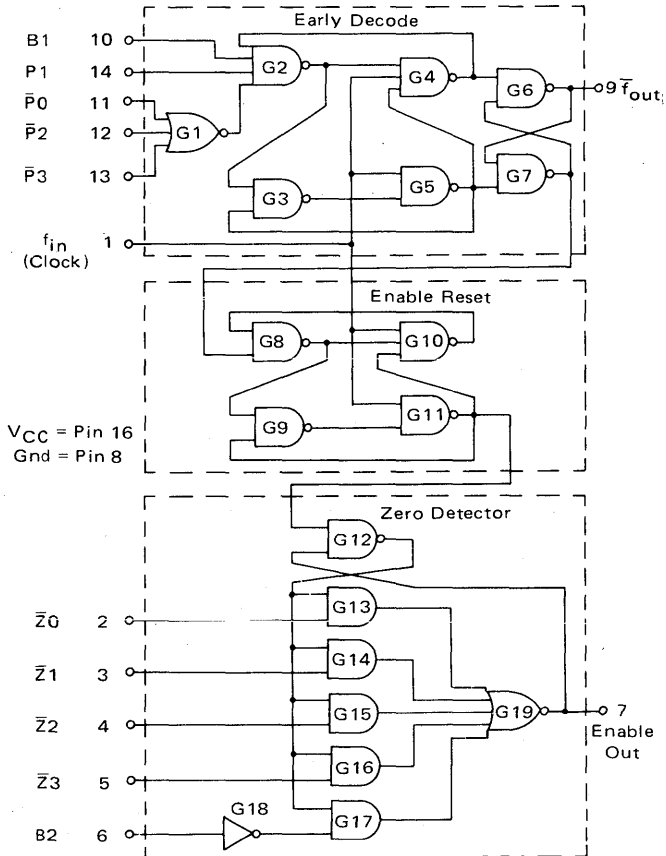 Early Decode
B1 10
P1 14
P̅0 11
P̅2 12
P̅3 13
f in 1
(Clock)
G1
G2
G3
G4
G5
G6
G7
9 f̅out;
Enable Reset
G8
G9
G10
G11
VCC = Pin 16
Gnd = Pin 8
Zero Detector
G12
G13
G14
G15
G16
G17
G18
G19
Z̅0 2
Z̅1 3
Z̅2 4
Z̅3 5
B2 6
7
Enable
Out